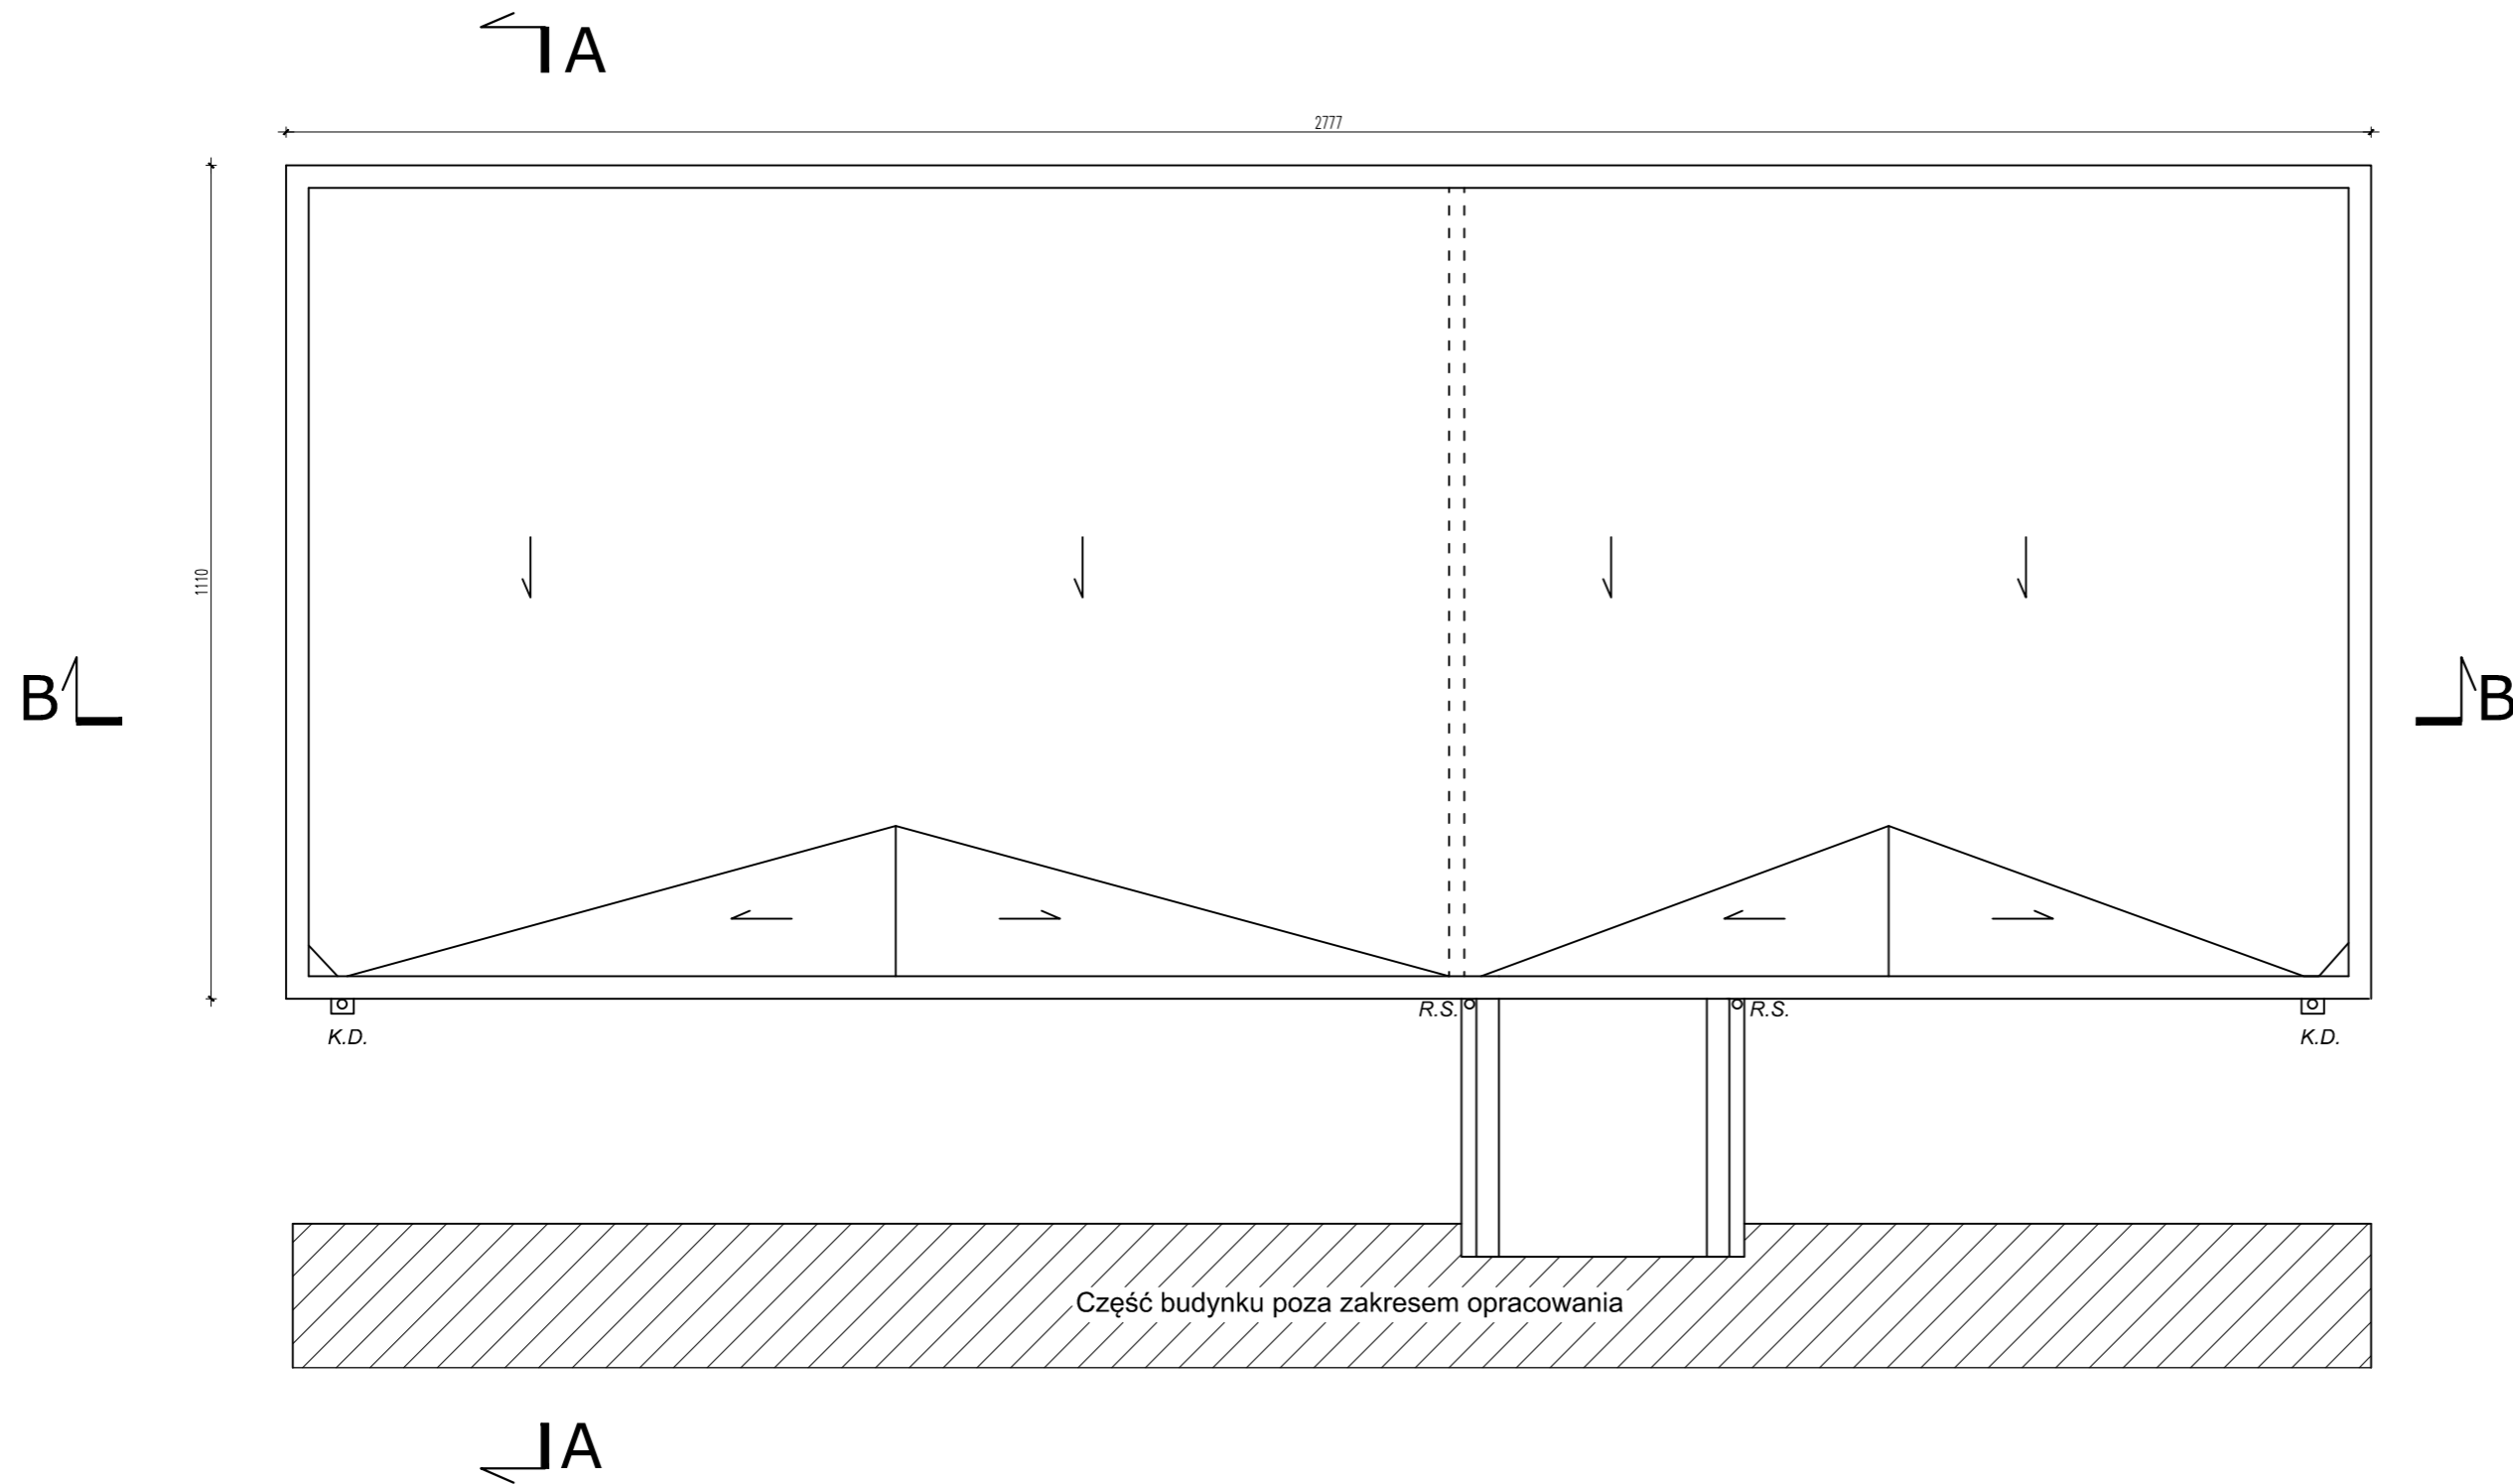 A
2777
1110
B
B
R.S.
R.S.
K.D.
K.D.
Część budynku poza zakresem opracowania
A